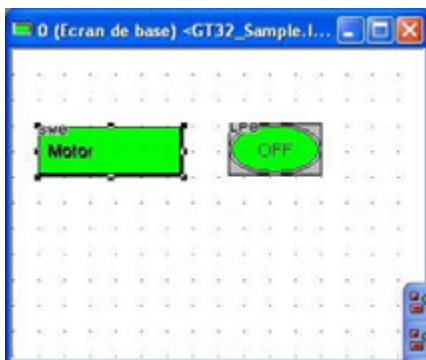 0 (Ecran de base) <GT32_Sample.I...
SW0
LP0
Motor
OFF